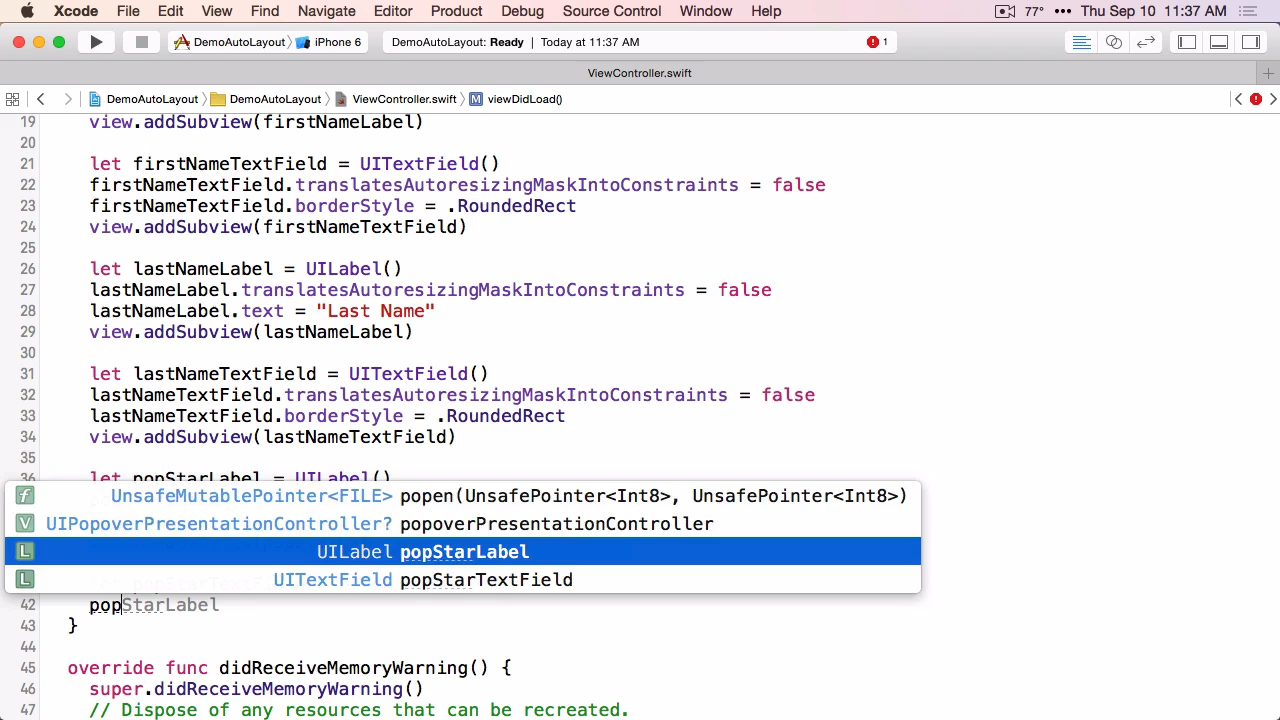 Xcode File Edit View Find Navigate Editor Product Debug Source Control Window Help 77° ••• Thu Sep 10 11:37 AM
DemoAutoLayout iPhone 6 DemoAutoLayout: Ready | Today at 11:37 AM 1
ViewController.swift
DemoAutoLayout DemoAutoLayout ViewController.swift M viewDidLoad()
19 view.addSubview(firstNameLabel)
20
21 let firstNameTextField = UITextField()
22 firstNameTextField.translatesAutoresizingMaskIntoConstraints = false
23 firstNameTextField.borderStyle = .RoundedRect
24 view.addSubview(firstNameTextField)
25
26 let lastNameLabel = UILabel()
27 lastNameLabel.translatesAutoresizingMaskIntoConstraints = false
28 lastNameLabel.text = "Last Name"
29 view.addSubview(lastNameLabel)
30
31 let lastNameTextField = UITextField()
32 lastNameTextField.translatesAutoresizingMaskIntoConstraints = false
33 lastNameTextField.borderStyle = .RoundedRect
34 view.addSubview(lastNameTextField)
35
36 let popStarLabel = UILabel()
f UnsafeMutablePointer<FILE> popen(UnsafePointer<Int8>, UnsafePointer<Int8>)
V UIPopoverPresentationController? popoverPresentationController
L UILabel popStarLabel
L UITextField popStarTextField
42 popStarLabel
43 }
44
45 override func didReceiveMemoryWarning() {
46 super.didReceiveMemoryWarning()
47 // Dispose of any resources that can be recreated.